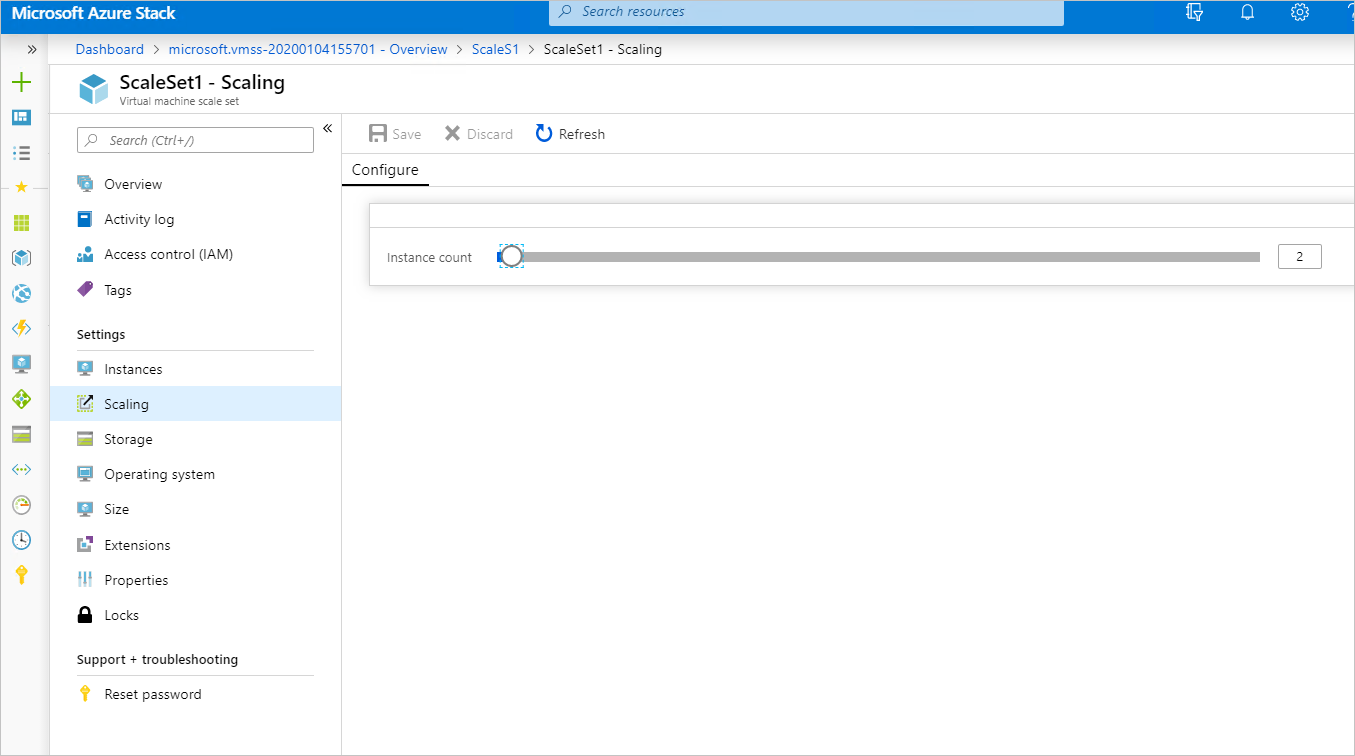 Microsoft Azure Stack
Search resources
Dashboard > microsoft.vmss-20200104155701 - Overview > ScaleS1 > ScaleSet1 - Scaling
ScaleSet1 - Scaling
Virtual machine scale set
Search (Ctrl+/)
Overview
Activity log
Access control (IAM)
Tags
Settings
Instances
Scaling
Storage
Operating system
Size
Extensions
Properties
Locks
Support + troubleshooting
Reset password
Save Discard Refresh
Configure
Instance count 2